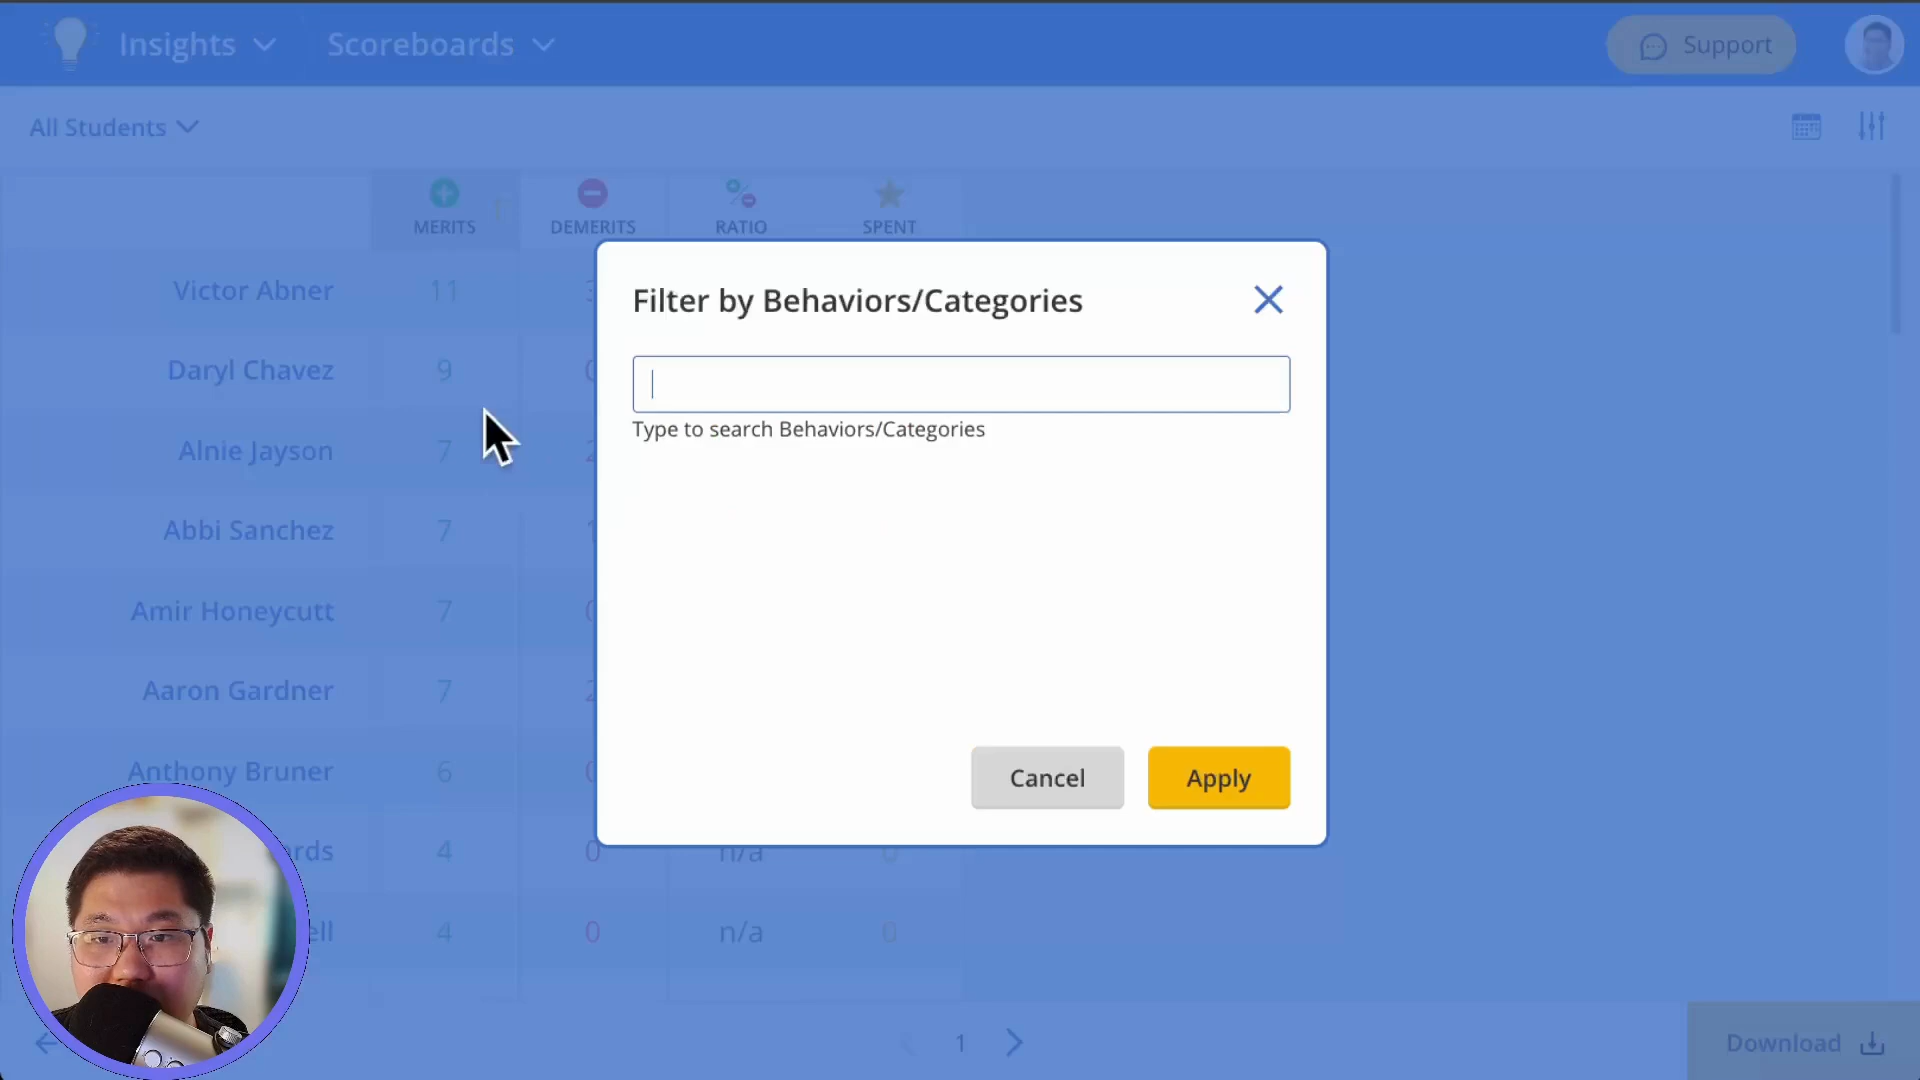 Insights
Scoreboards
Support
All Students
MERITS
DEMERITS
RATIO
SPENT
Victor Abner 11
Daryl Chavez 9
Alnie Jayson 7
Abbi Sanchez 7
Amir Honeycutt 7
Aaron Gardner 7
Anthony Bruner 6
4 0 n/a
4 0 n/a 0
Filter by Behaviors/Categories
Type to search Behaviors/Categories
Cancel
Apply
1
Download